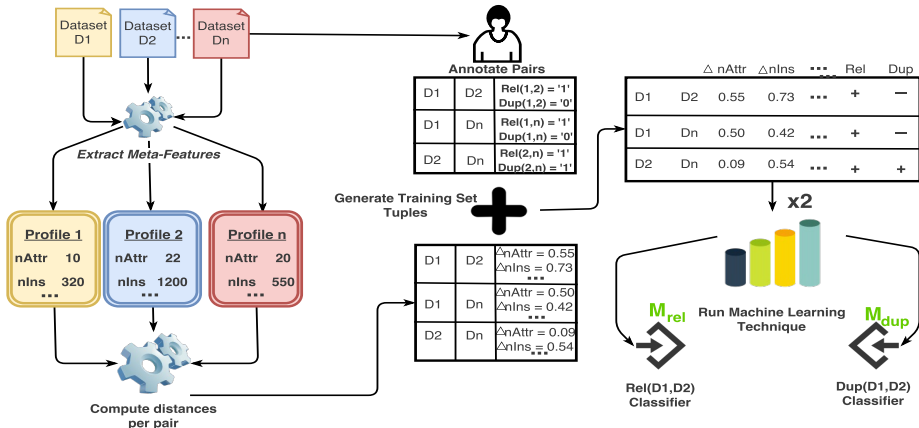 Dataset
D1
Dataset
D2
...
Dataset
Dn
Extract Meta-Features
Profile 1
nAttr 10
nIns 320
...
Profile 2
nAttr 22
nIns 1200
...
Profile n
nAttr 20
nIns 550
...
Compute distances
per pair
Annotate Pairs
D1 D2 Rel(1,2) = '1'
Dup(1,2) = '0'
D1 Dn Rel(1,n) = '1'
Dup(1,n) = '0'
D2 Dn Rel(2,n) = '1'
Dup(2,n) = '1'
Generate Training Set
Tuples
D1 D2 △nAttr = 0.55
△nIns = 0.73
...
D1 Dn △nAttr = 0.50
△nIns = 0.42
...
D2 Dn △nAttr = 0.09
△nIns = 0.54
...
△ nAttr △nIns ... Rel Dup
D1 D2 0.55 0.73 ... + −
D1 Dn 0.50 0.42 ... + −
D2 Dn 0.09 0.54 ... + +
x2
Run Machine Learning
Technique
Mrel
Rel(D1,D2)
Classifier
Mdup
Dup(D1,D2)
Classifier